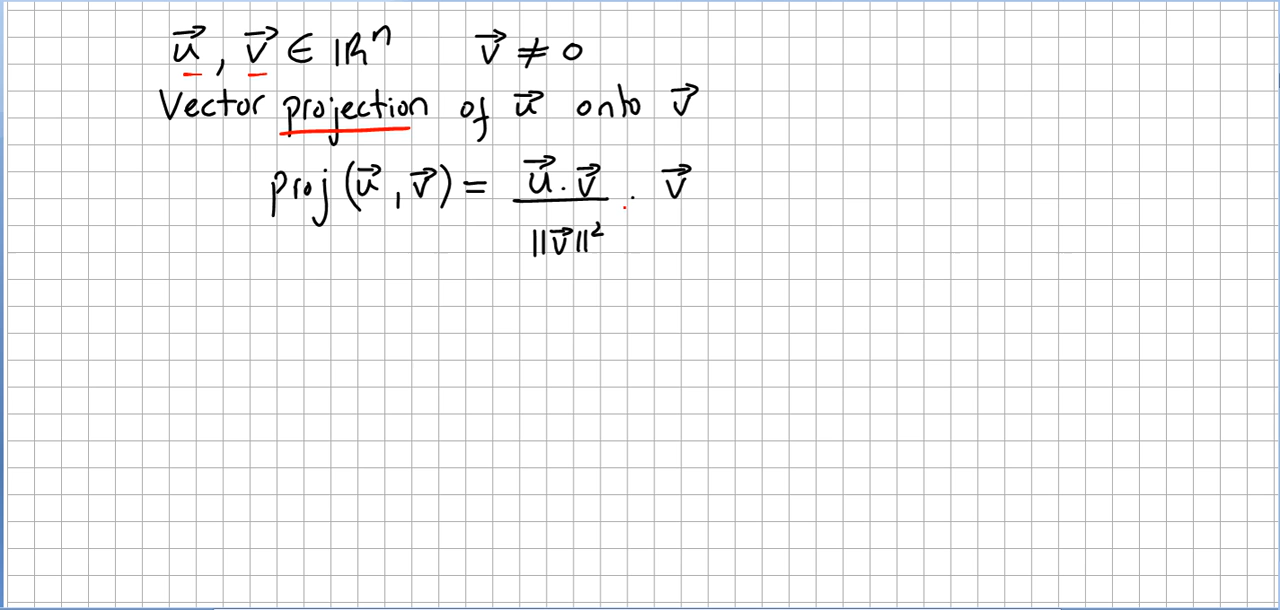 u⃗, v⃗ ∈ ℝⁿ v⃗ ≠ 0
Vector projection of u⃗ onto v⃗
proj(u⃗, v⃗) = (u⃗ . v⃗) / ||v⃗||² . v⃗